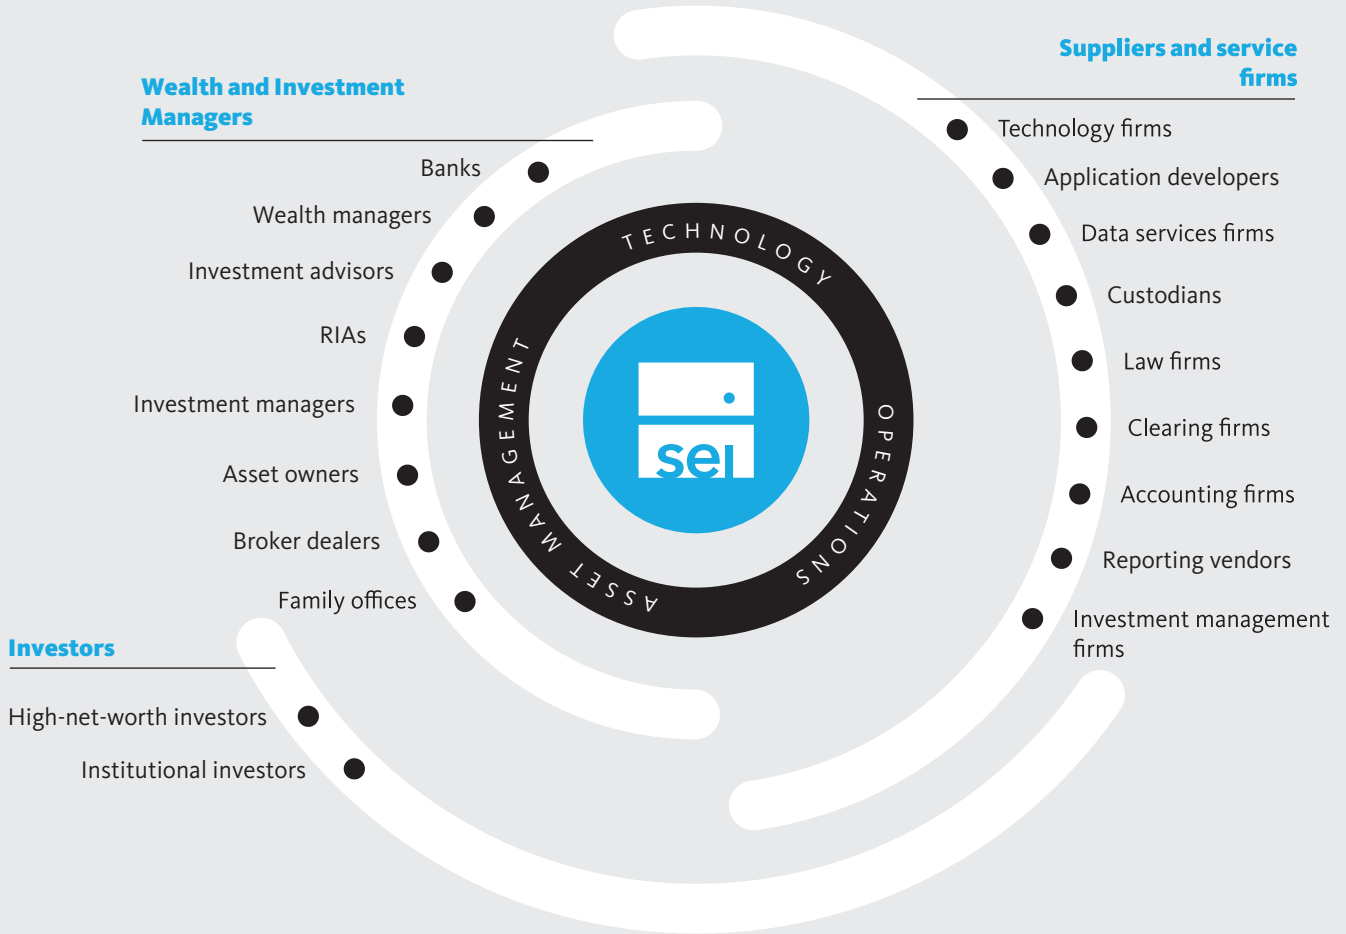 Wealth and Investment
Managers
Banks
Wealth managers
Investment advisors
RIAs
Investment managers
Asset owners
Broker dealers
Family offices
Investors
High-net-worth investors
Institutional investors
TECHNOLOGY
OPERATIONS
ASSET MANAGEMENT
sei
Suppliers and service
firms
Technology firms
Application developers
Data services firms
Custodians
Law firms
Clearing firms
Accounting firms
Reporting vendors
Investment management
firms